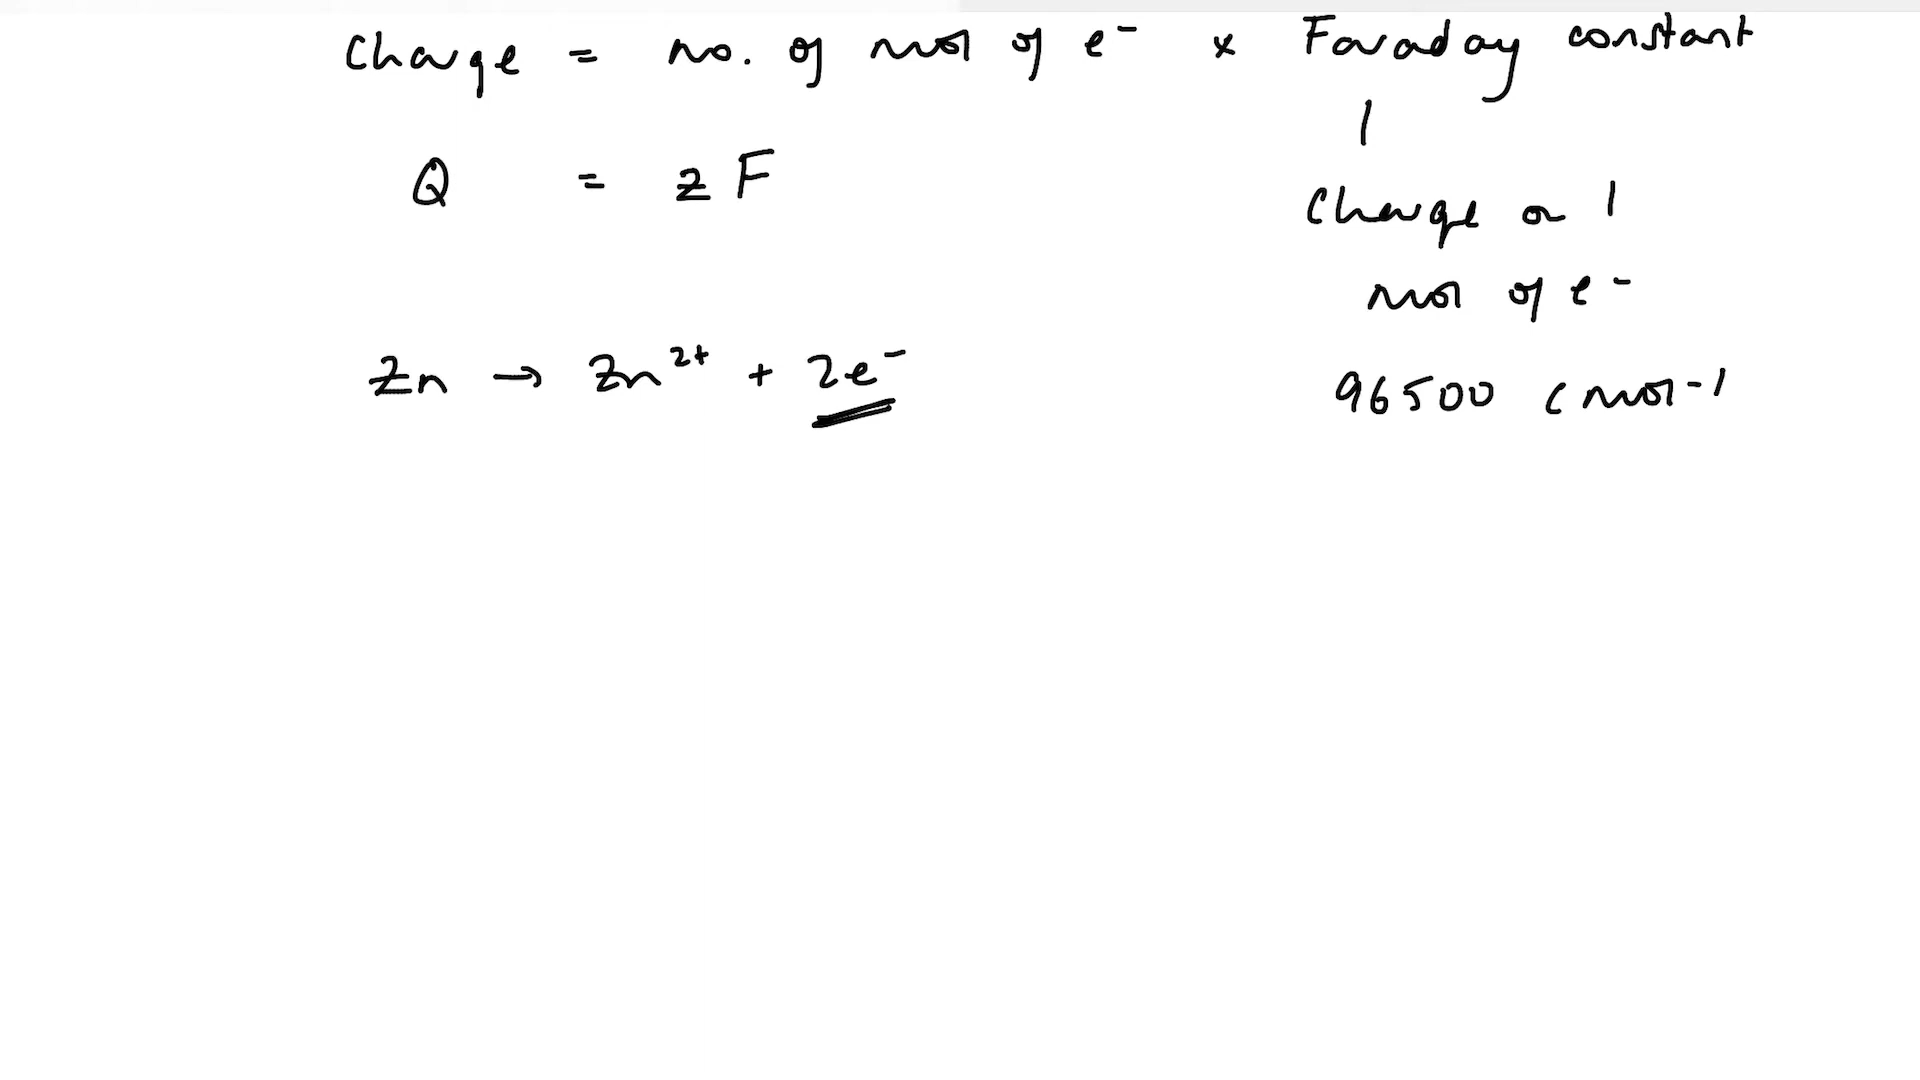 Charge = no. of mol of e⁻ x Faraday constant
Q = zF
Charge on 1
mol of e⁻
Zn → Zn²⁺ + 2e⁻
96500 C mol⁻¹